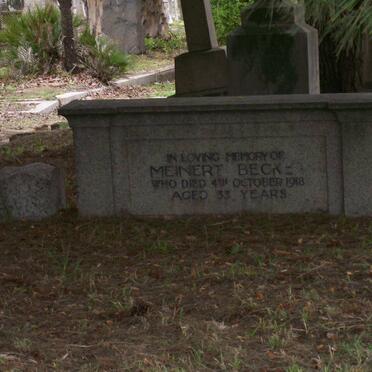 IN LOVING MEMORY OF
MEINERT BECKER
WHO DIED 4TH OCTOBER 1918
AGED 33 YEARS